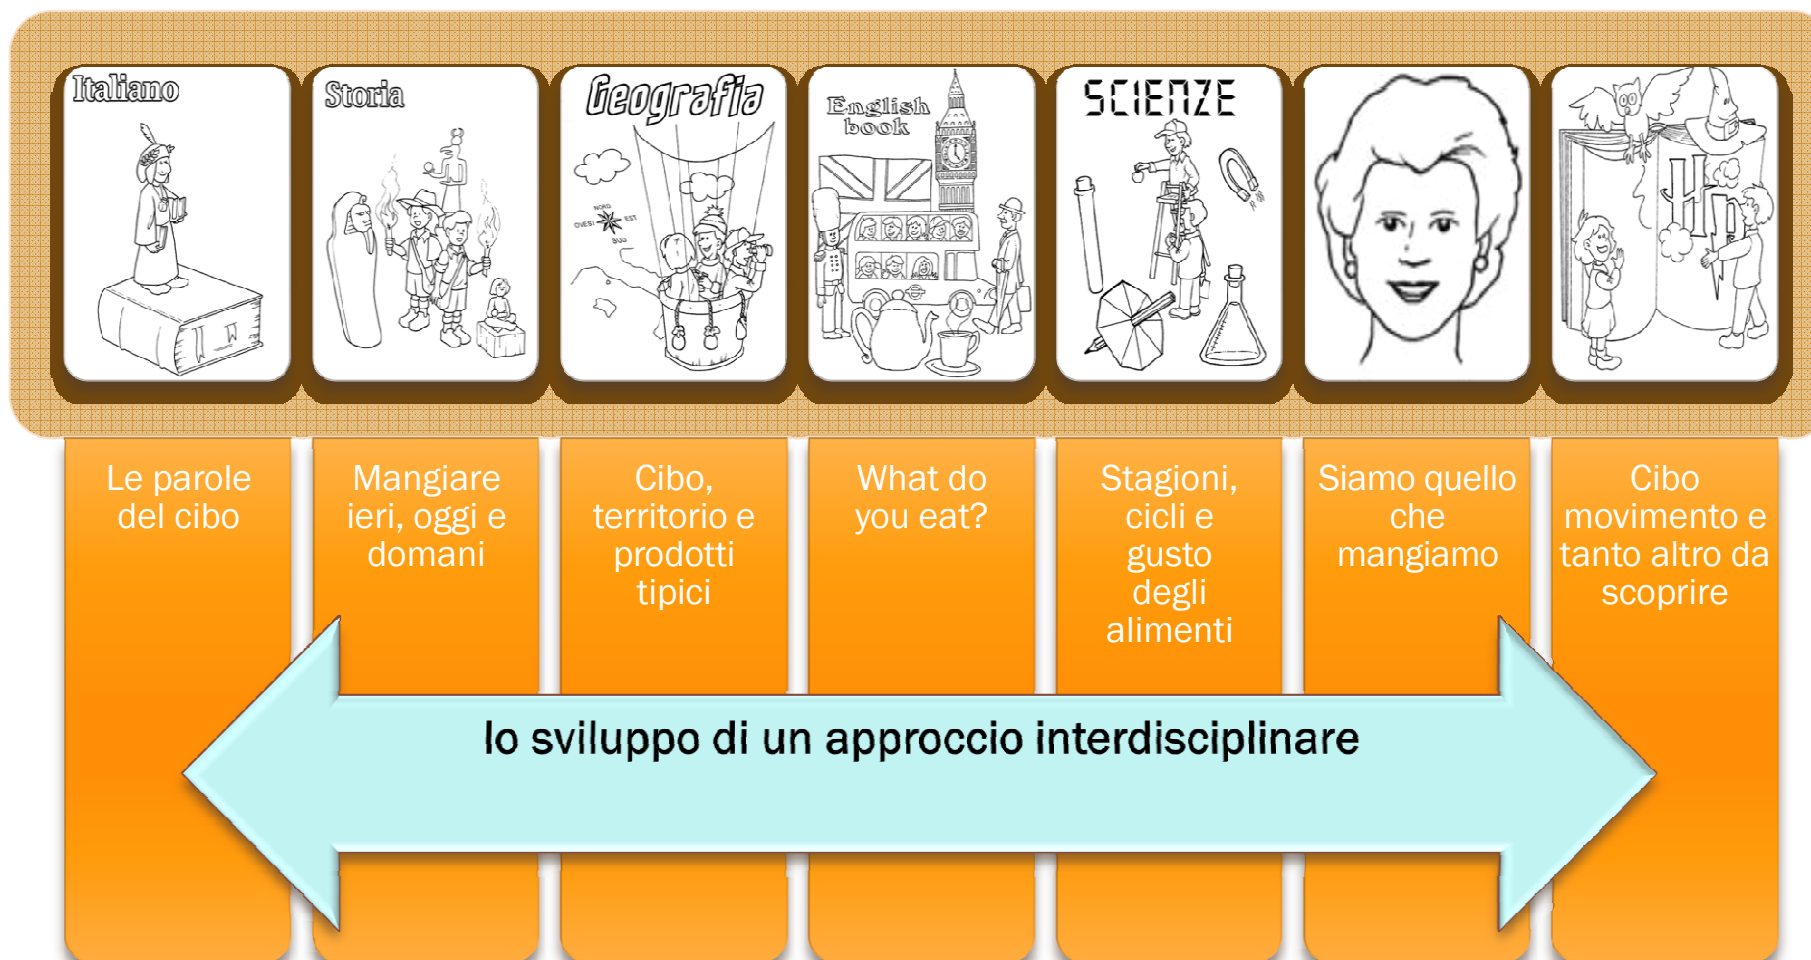 Italiano
Storia
Geografia
English
book
SCIENZE
NORD
OVEST
EST
SUD
Le parole
del cibo
Mangiare
ieri, oggi e
domani
Cibo,
territorio e
prodotti
tipici
What do
you eat?
Stagioni,
cicli e
gusto
degli
alimenti
Siamo quello
che
mangiamo
Cibo
movimento e
tanto altro da
scoprire
lo sviluppo di un approccio interdisciplinare